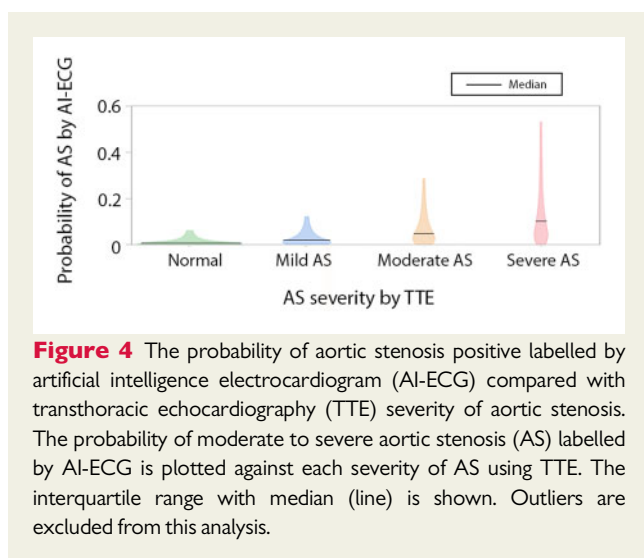 Probability of AS by AI-ECG
Median
0.6
0.4
0.2
0
Normal Mild AS Moderate AS Severe AS
AS severity by TTE
Figure 4 The probability of aortic stenosis positive labelled by
artificial intelligence electrocardiogram (AI-ECG) compared with
transthoracic echocardiography (TTE) severity of aortic stenosis.
The probability of moderate to severe aortic stenosis (AS) labelled
by AI-ECG is plotted against each severity of AS using TTE. The
interquartile range with median (line) is shown. Outliers are
excluded from this analysis.